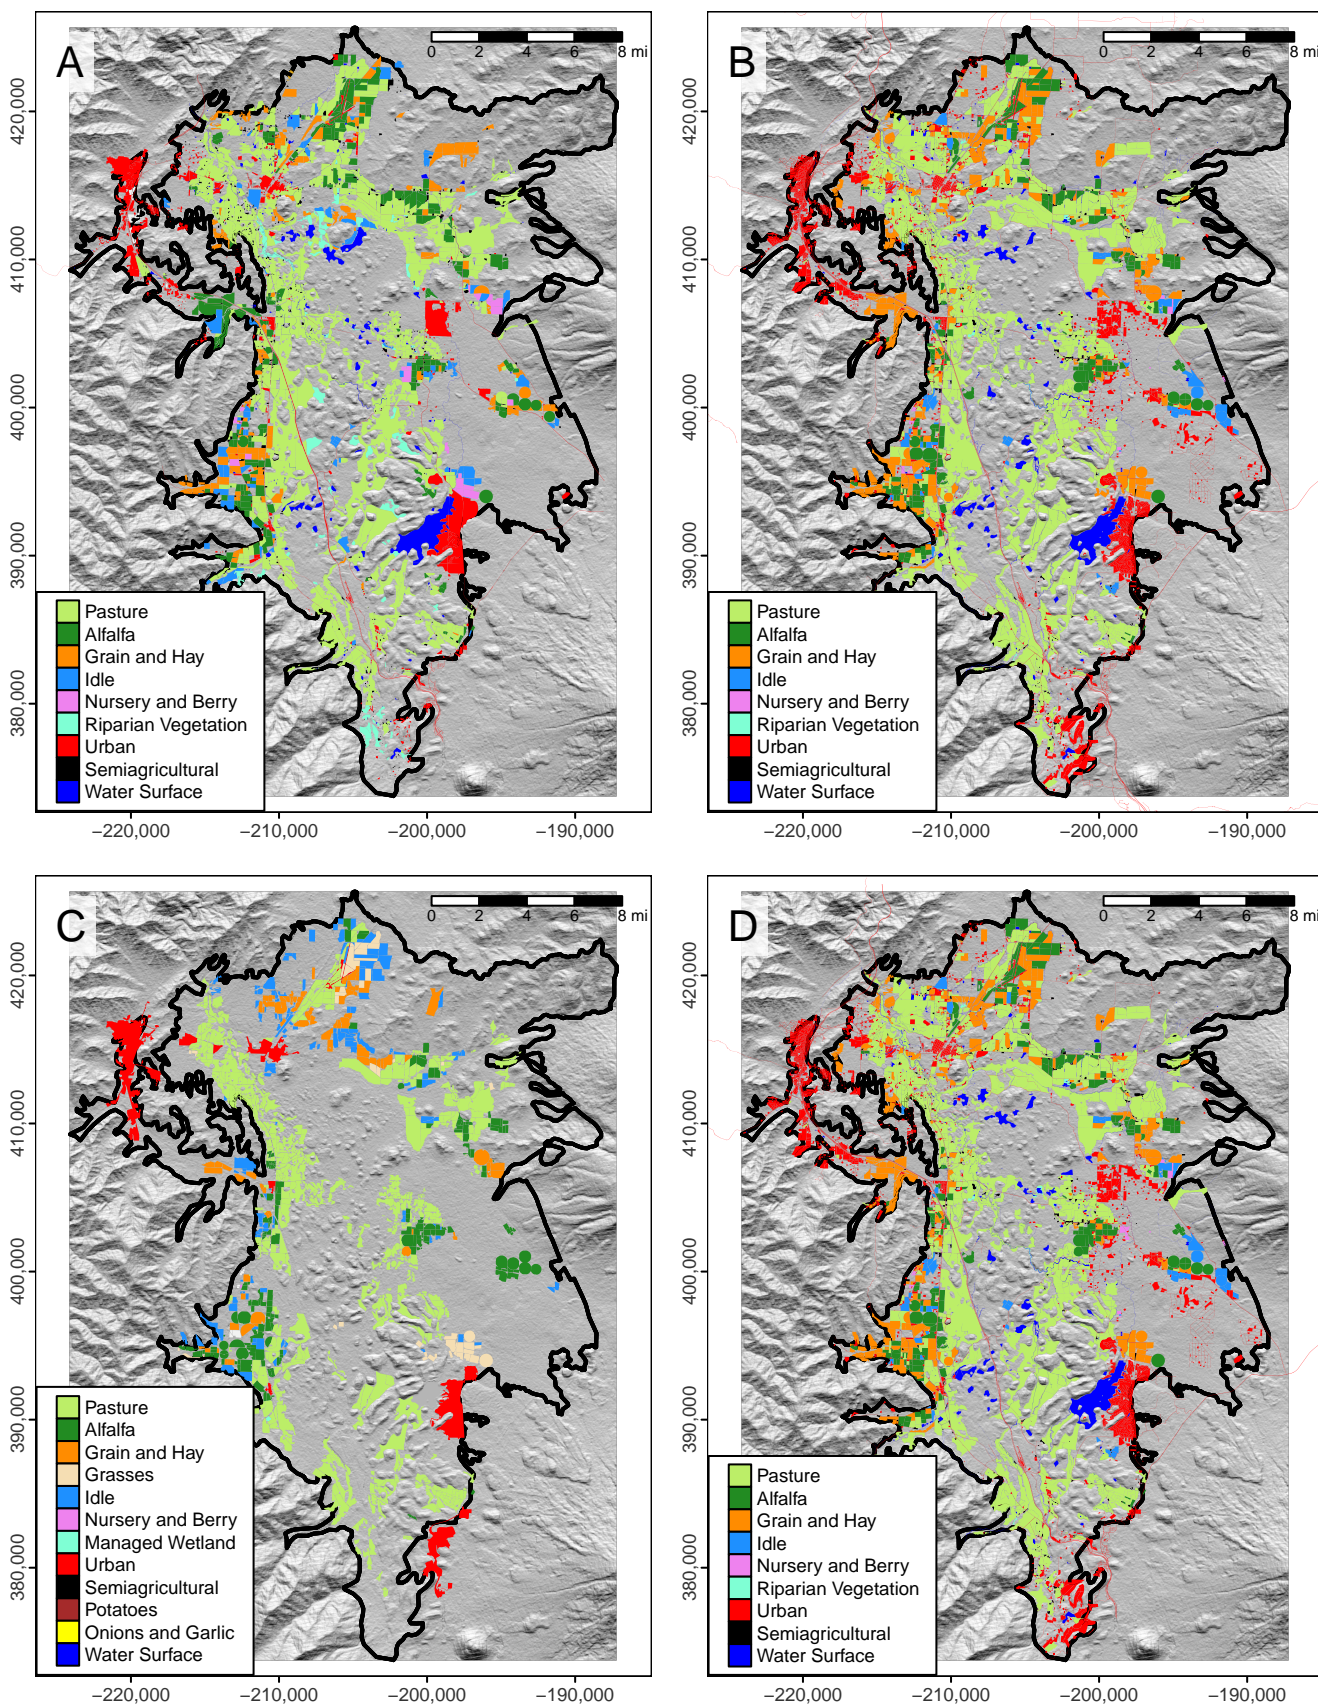 A
0 2 4 6 8 mi
420,000
410,000
400,000
390,000
380,000
Pasture
Alfalfa
Grain and Hay
Idle
Nursery and Berry
Riparian Vegetation
Urban
Semiagricultural
Water Surface
−220,000 −210,000 −200,000 −190,000
B
0 2 4 6 8 mi
420,000
410,000
400,000
390,000
380,000
Pasture
Alfalfa
Grain and Hay
Idle
Nursery and Berry
Riparian Vegetation
Urban
Semiagricultural
Water Surface
−220,000 −210,000 −200,000 −190,000
C
0 2 4 6 8 mi
420,000
410,000
400,000
390,000
380,000
Pasture
Alfalfa
Grain and Hay
Grasses
Idle
Nursery and Berry
Managed Wetland
Urban
Semiagricultural
Potatoes
Onions and Garlic
Water Surface
−220,000 −210,000 −200,000 −190,000
D
0 2 4 6 8 mi
420,000
410,000
400,000
390,000
380,000
Pasture
Alfalfa
Grain and Hay
Idle
Nursery and Berry
Riparian Vegetation
Urban
Semiagricultural
Water Surface
−220,000 −210,000 −200,000 −190,000